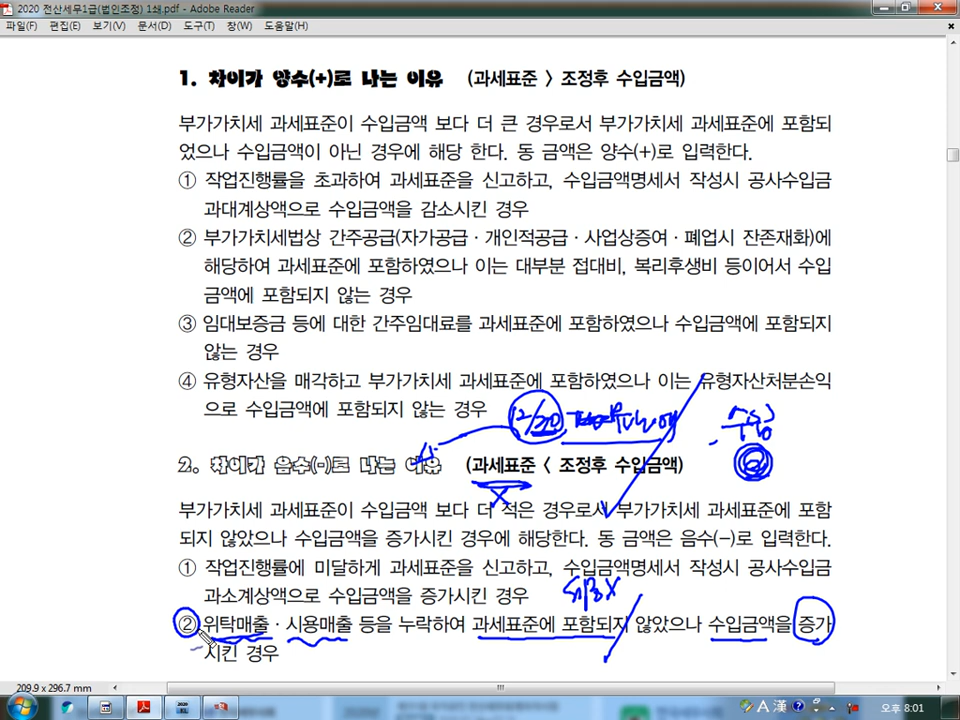 2020 전산세무1급(법인조정) 1쇄.pdf - Adobe Reader
파일(F) 편집(E) 보기(V) 문서(D) 도구(T) 창(W) 도움말(H)
1. 차이가 양수(+)로 나는 이유 (과세표준 > 조정후 수입금액)
부가가치세 과세표준이 수입금액 보다 더 큰 경우로서 부가가치세 과세표준에 포함되
었으나 수입금액이 아닌 경우에 해당 한다. 동 금액은 양수(+)로 입력한다.
① 작업진행률을 초과하여 과세표준을 신고하고, 수입금액명세서 작성시 공사수입금
과대계상액으로 수입금액을 감소시킨 경우
② 부가가치세법상 간주공급(자가공급·개인적공급·사업상증여·폐업시 잔존재화)에
해당하여 과세표준에 포함하였으나 이는 대부분 접대비, 복리후생비 등이어서 수입
금액에 포함되지 않는 경우
③ 임대보증금 등에 대한 간주임대료를 과세표준에 포함하였으나 수입금액에 포함되지
않는 경우
④ 유형자산을 매각하고 부가가치세 과세표준에 포함하였으나 이는 유형자산처분손익
으로 수입금액에 포함되지 않는 경우
12/20
2. 차이가 음수(-)로 나는 이유 (과세표준 < 조정후 수입금액)
X
부가가치세 과세표준이 수입금액 보다 더 적은 경우로서 부가가치세 과세표준에 포함
되지 않았으나 수입금액을 증가시킨 경우에 해당한다. 동 금액은 음수(-)로 입력한다.
① 작업진행률에 미달하게 과세표준을 신고하고, 수입금액명세서 작성시 공사수입금
과소계상액으로 수입금액을 증가시킨 경우
② 위탁매출·시용매출 등을 누락하여 과세표준에 포함되지 않았으나 수입금액을 증가
시킨 경우
209.9 x 296.7 mm
A 漢
오후 8:01